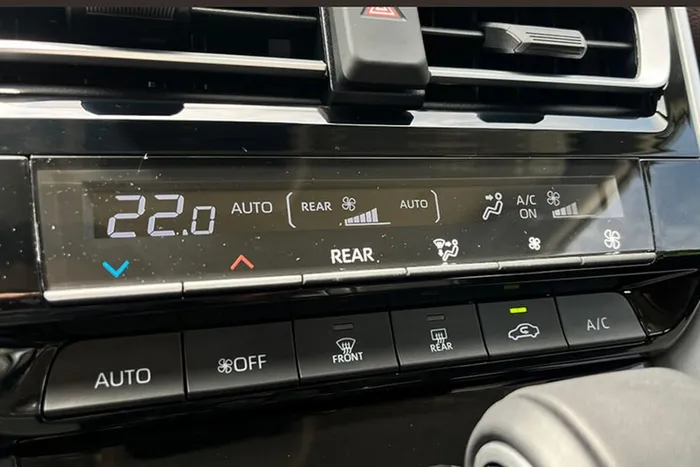 22.0 AUTO REAR AUTO A/C
ON
REAR
AUTO OFF FRONT REAR A/C